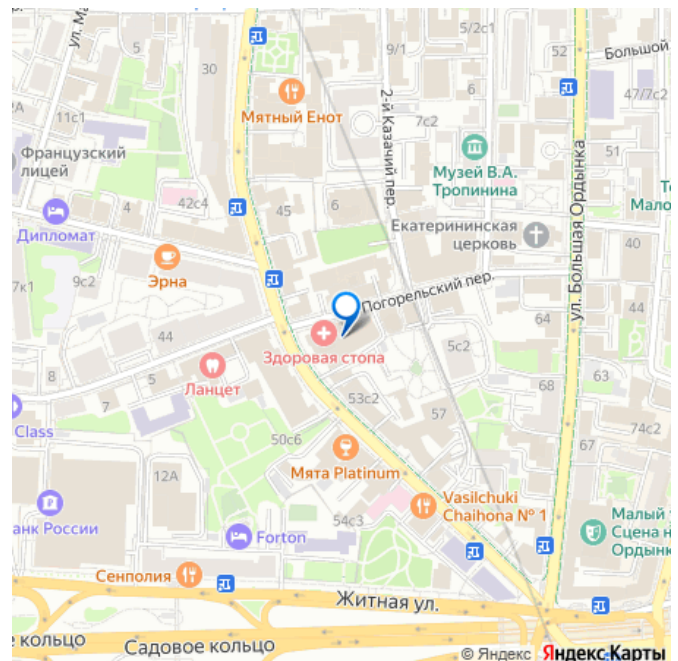 ул. Ма
30
9/1
5/2с1
52
Большой
47/7с2
Мятный Енот
2-й Казачий пер.
6
11с1
7с2
51
Французский
лицей
Музей В.А.
Тропинина
ул. Большая Ордынка
42с4
45
6
Дипломат
Екатерининская
церковь
Мало
40
Эрна
9с2
7к1
Погорельский пер.
44
64
Здоровая стопа
5с2
5
Ланцет
7
53с2
68
63
Class
57
74с2
50с6
67
12А
Мята Platinum
Vasilchuki
Chaihona № 1
анк России
54с3
Forton
Малый
Сцена н
Ордынк
Сенполия
Житная ул.
е кольцо
Садовое кольцо
© Яндекс Яндекс Карты